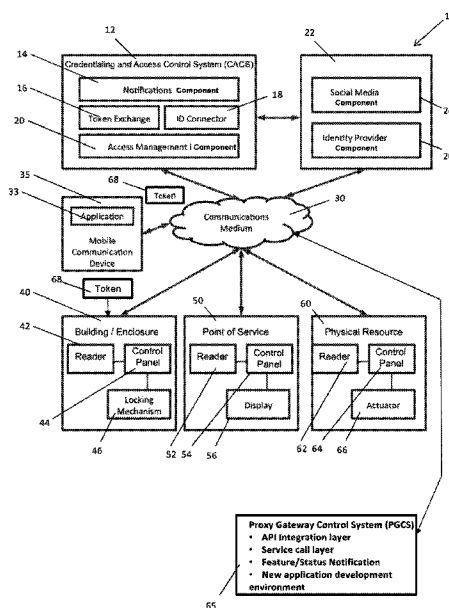 12
22
Credentialing and Access Control System (CACS)
14
Notifications Component
16
Token Exchange
ID Connector
18
20
Access Management i Component
Social Media
Component
Identity Provider
Component
68
Token
35
33
Application
Mobile
Communication
Device
Communications
Medium
30
68
Token
40
Building / Enclosure
42
Reader
Control
Panel
Locking
Mechanism
44
46
50
Point of Service
Reader
Control
Panel
Display
52
54
56
60
Physical Resource
Reader
Control
Panel
Actuator
62
64
66
Proxy Gateway Control System (PGCS)
• API Integration layer
• Service call layer
• Feature/Status Notification
• New application development
environment
65